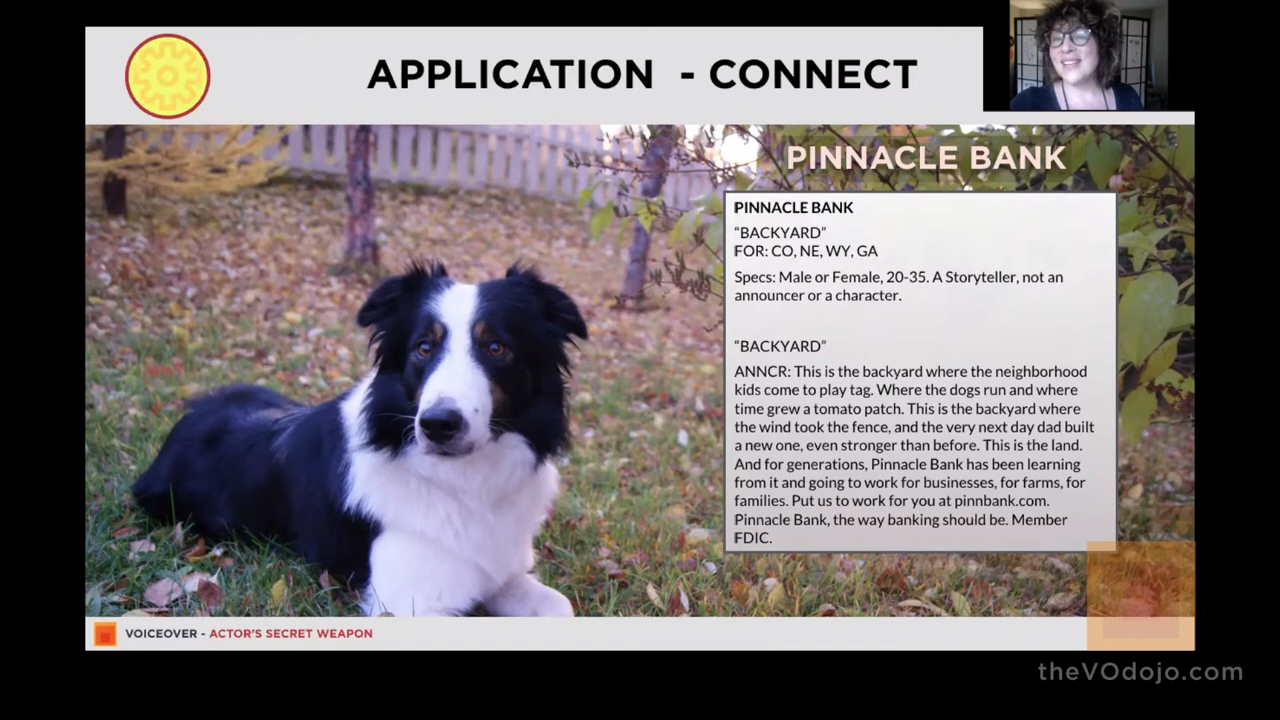 APPLICATION - CONNECT
PINNACLE BANK
PINNACLE BANK
“BACKYARD”
FOR: CO, NE, WY, GA
Specs: Male or Female, 20-35. A Storyteller, not an
announcer or a character.
“BACKYARD”
ANNCR: This is the backyard where the neighborhood
kids come to play tag. Where the dogs run and where
time grew a tomato patch. This is the backyard where
the wind took the fence, and the very next day dad built
a new one, even stronger than before. This is the land.
And for generations, Pinnacle Bank has been learning
from it and going to work for businesses, for farms, for
families. Put us to work for you at pinnbank.com.
Pinnacle Bank, the way banking should be. Member
FDIC.
VOICEOVER - ACTOR'S SECRET WEAPON
theVOdojo.com